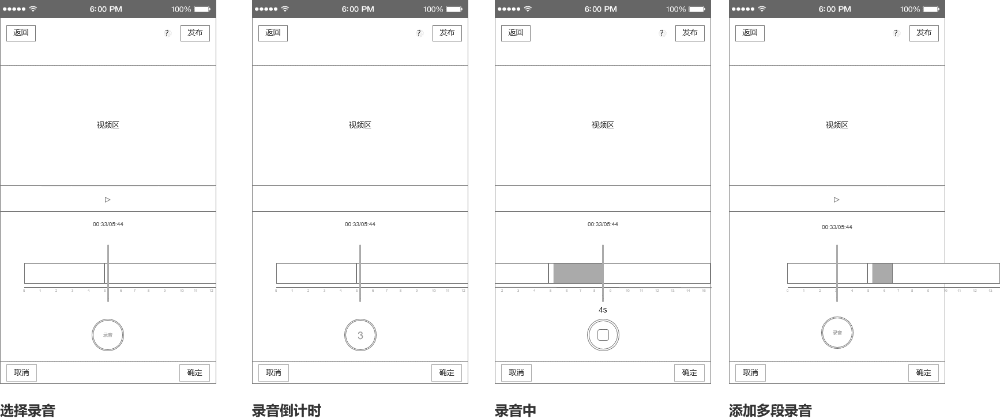 6:00 PM 100%
返回 ? 发布
视频区
▷
00:33/05:44
0 1 2 3 4 5 6 7 8 9 10 11 12
录音
取消 确定
选择录音
6:00 PM 100%
返回 ? 发布
视频区
00:33/05:44
0 1 2 3 4 5 6 7 8 9 10 11 12
3
取消 确定
录音倒计时
6:00 PM 100%
返回 ? 发布
视频区
00:33/05:44
2 3 4 5 6 7 8 9 10 11 12 13 14 15 16
4s
取消 确定
录音中
6:00 PM 100%
返回 ? 发布
视频区
▷
00:33/05:44
0 1 2 3 4 5 6 7 8 9 10 11 12 13
录音
取消 确定
添加多段录音